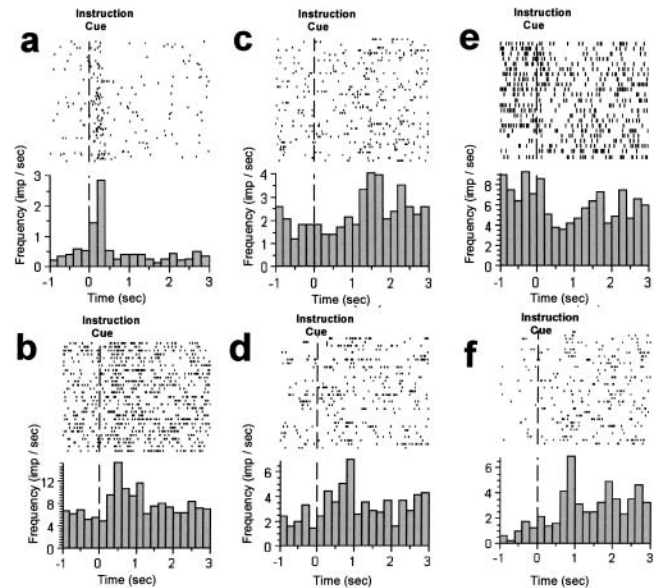 Instruction
Cue
a
Frequency (imp / sec)
3
2
1
0
-1 0 1 2 3
Time (sec)
Instruction
Cue
c
Frequency (imp / sec)
4
3
2
1
0
-1 0 1 2 3
Time (sec)
Instruction
Cue
e
Frequency (imp / sec)
8
6
4
2
0
-1 0 1 2 3
Time (sec)
Instruction
Cue
b
Frequency (imp / sec)
12
8
4
0
-1 0 1 2 3
Time (sec)
Instruction
Cue
d
Frequency (imp / sec)
6
4
2
0
-1 0 1 2 3
Time (sec)
Instruction
Cue
f
Frequency (imp / sec)
6
4
2
0
-1 0 1 2 3
Time (sec)